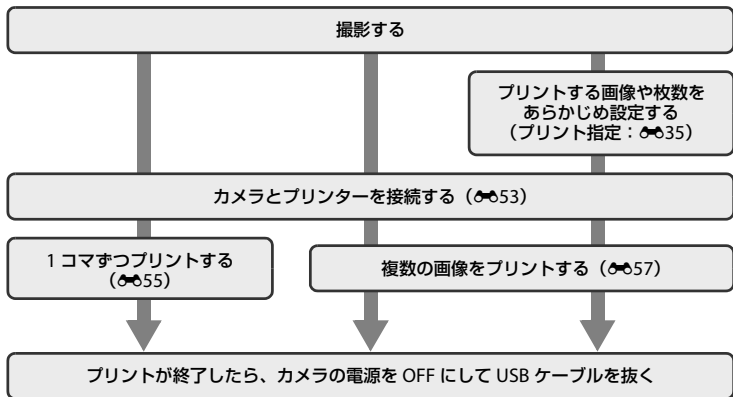 撮影する
プリントする画像や枚数を
あらかじめ設定する
（プリント指定：35）
カメラとプリンターを接続する（53）
1 コマずつプリントする
（55）
複数の画像をプリントする（57）
プリントが終了したら、カメラの電源を OFF にして USB ケーブルを抜く